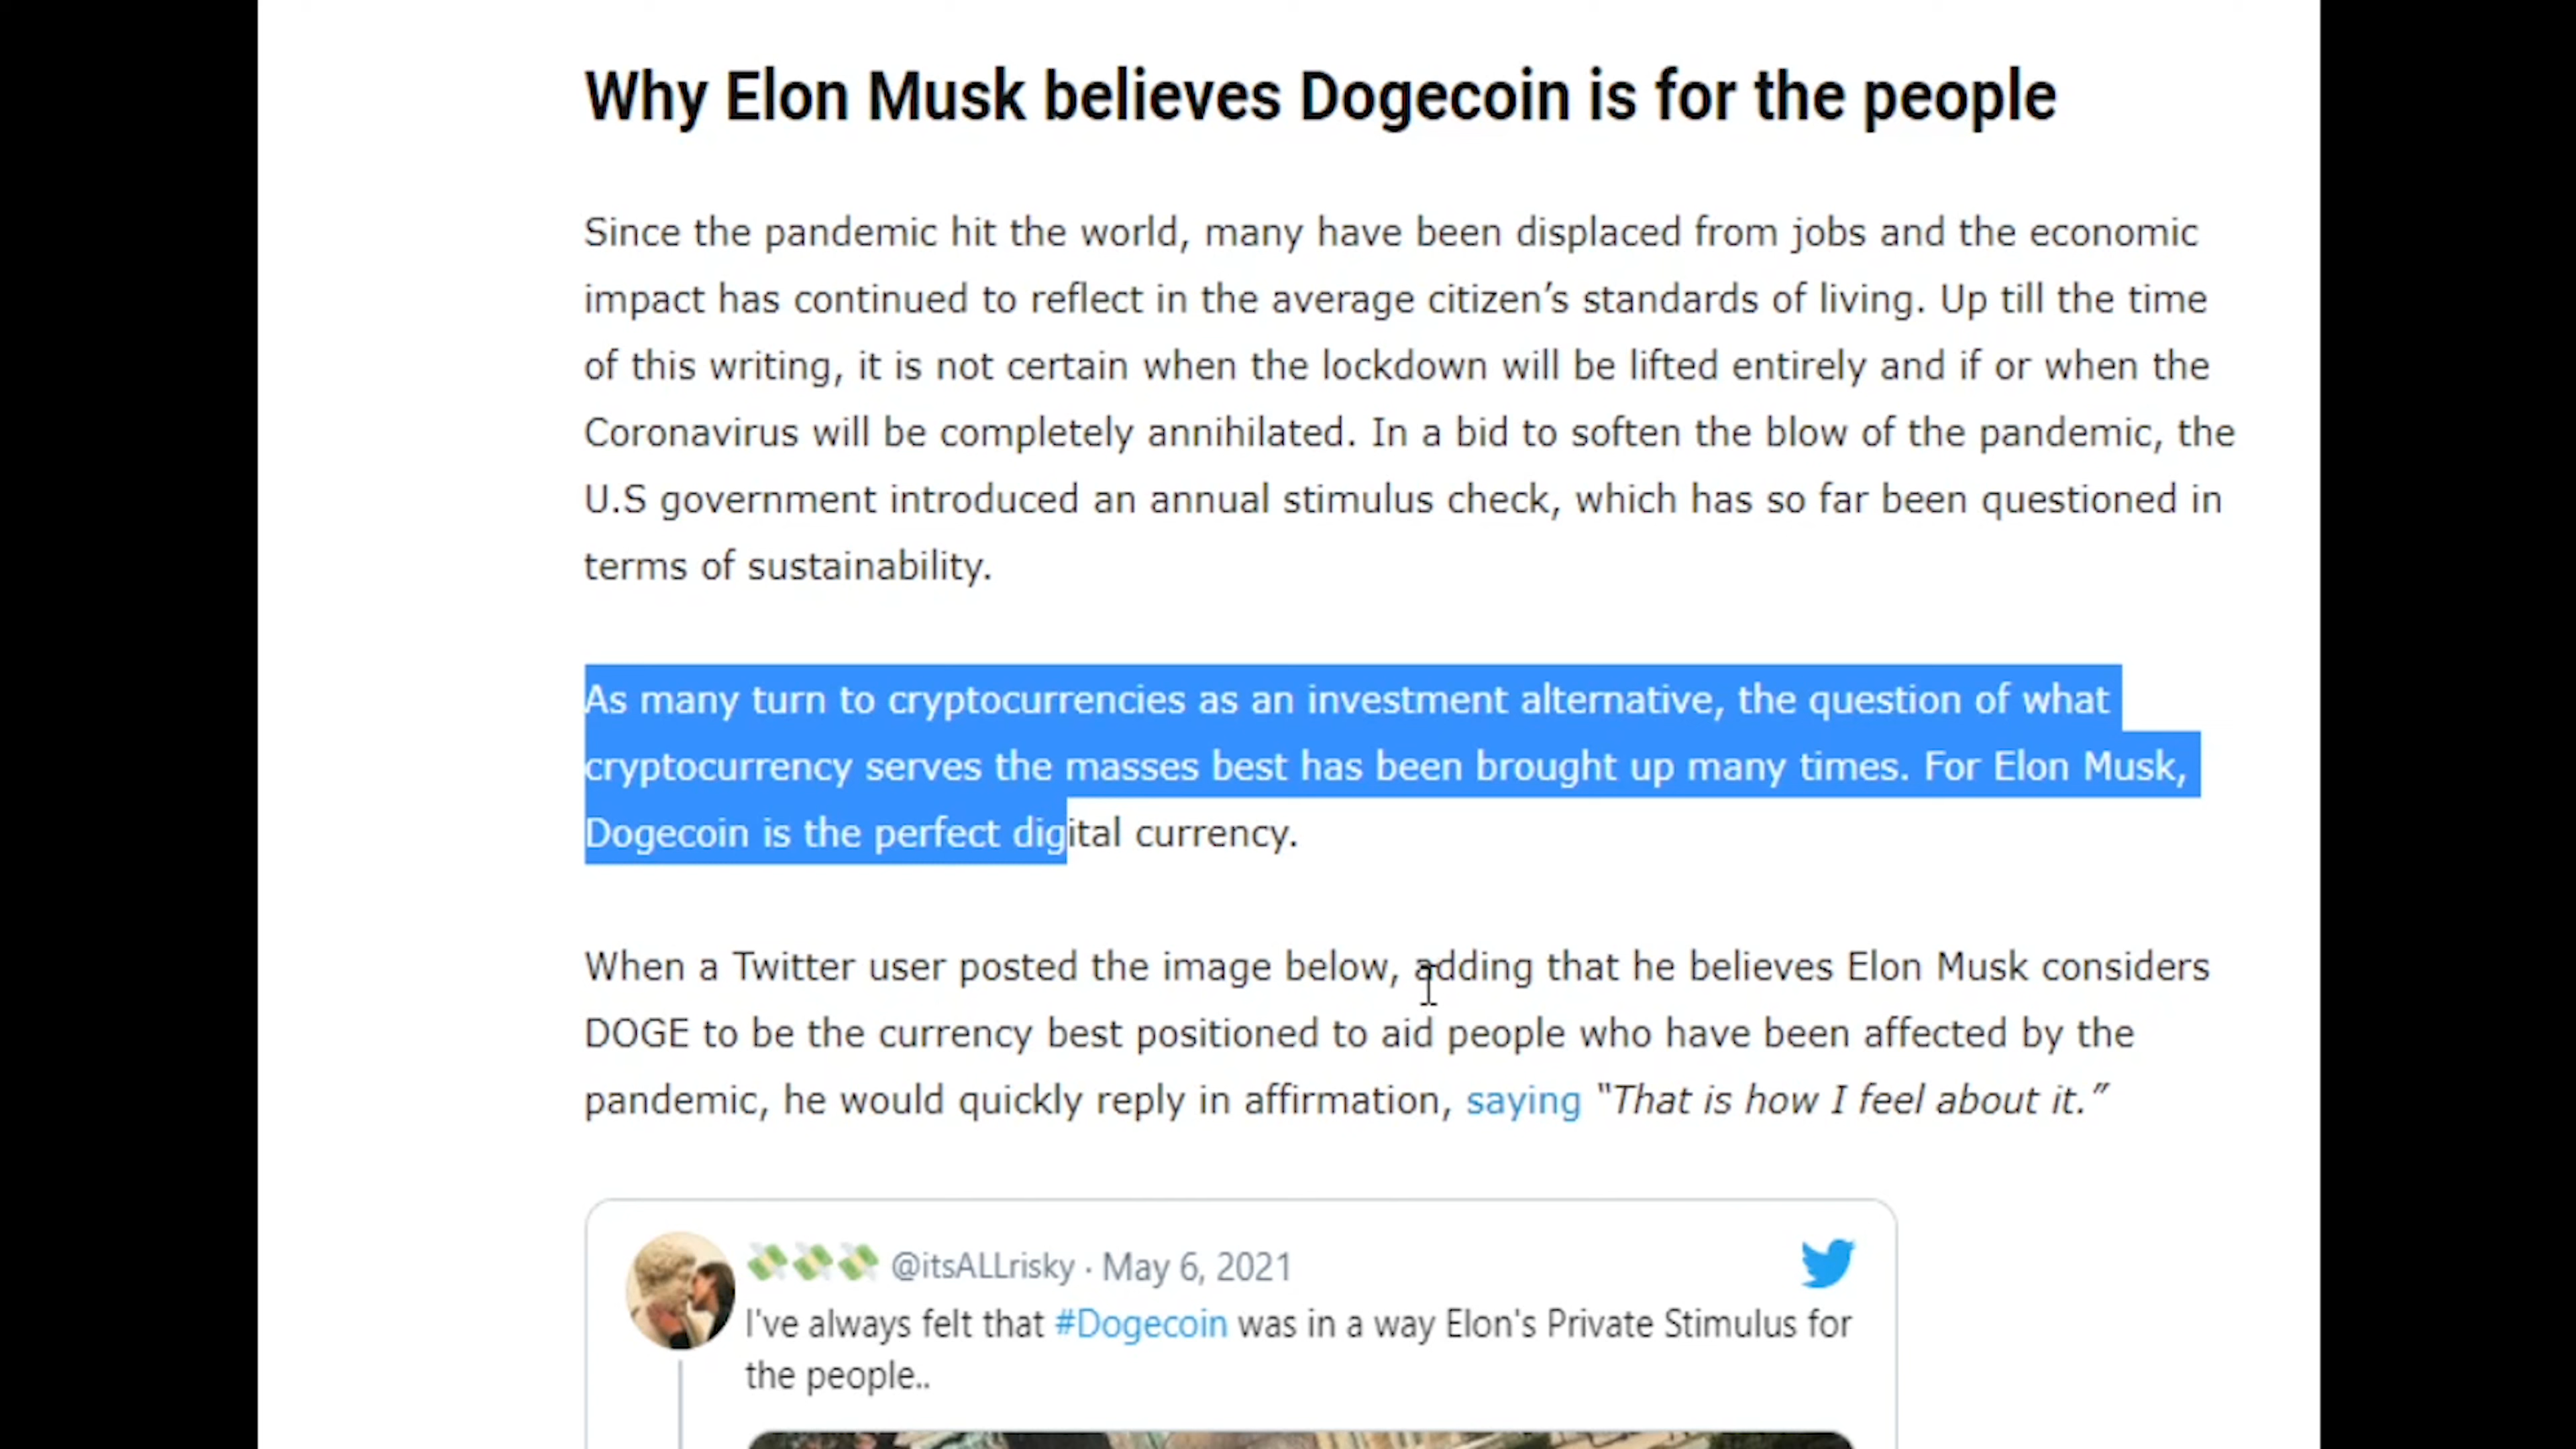 Why Elon Musk believes Dogecoin is for the people
Since the pandemic hit the world, many have been displaced from jobs and the economic
impact has continued to reflect in the average citizen’s standards of living. Up till the time
of this writing, it is not certain when the lockdown will be lifted entirely and if or when the
Coronavirus will be completely annihilated. In a bid to soften the blow of the pandemic, the
U.S government introduced an annual stimulus check, which has so far been questioned in
terms of sustainability.
As many turn to cryptocurrencies as an investment alternative, the question of what
cryptocurrency serves the masses best has been brought up many times. For Elon Musk,
Dogecoin is the perfect digital currency.
When a Twitter user posted the image below, adding that he believes Elon Musk considers
DOGE to be the currency best positioned to aid people who have been affected by the
pandemic, he would quickly reply in affirmation, saying “That is how I feel about it.”
💸💸💸 @itsALLrisky · May 6, 2021
I've always felt that #Dogecoin was in a way Elon's Private Stimulus for
the people..